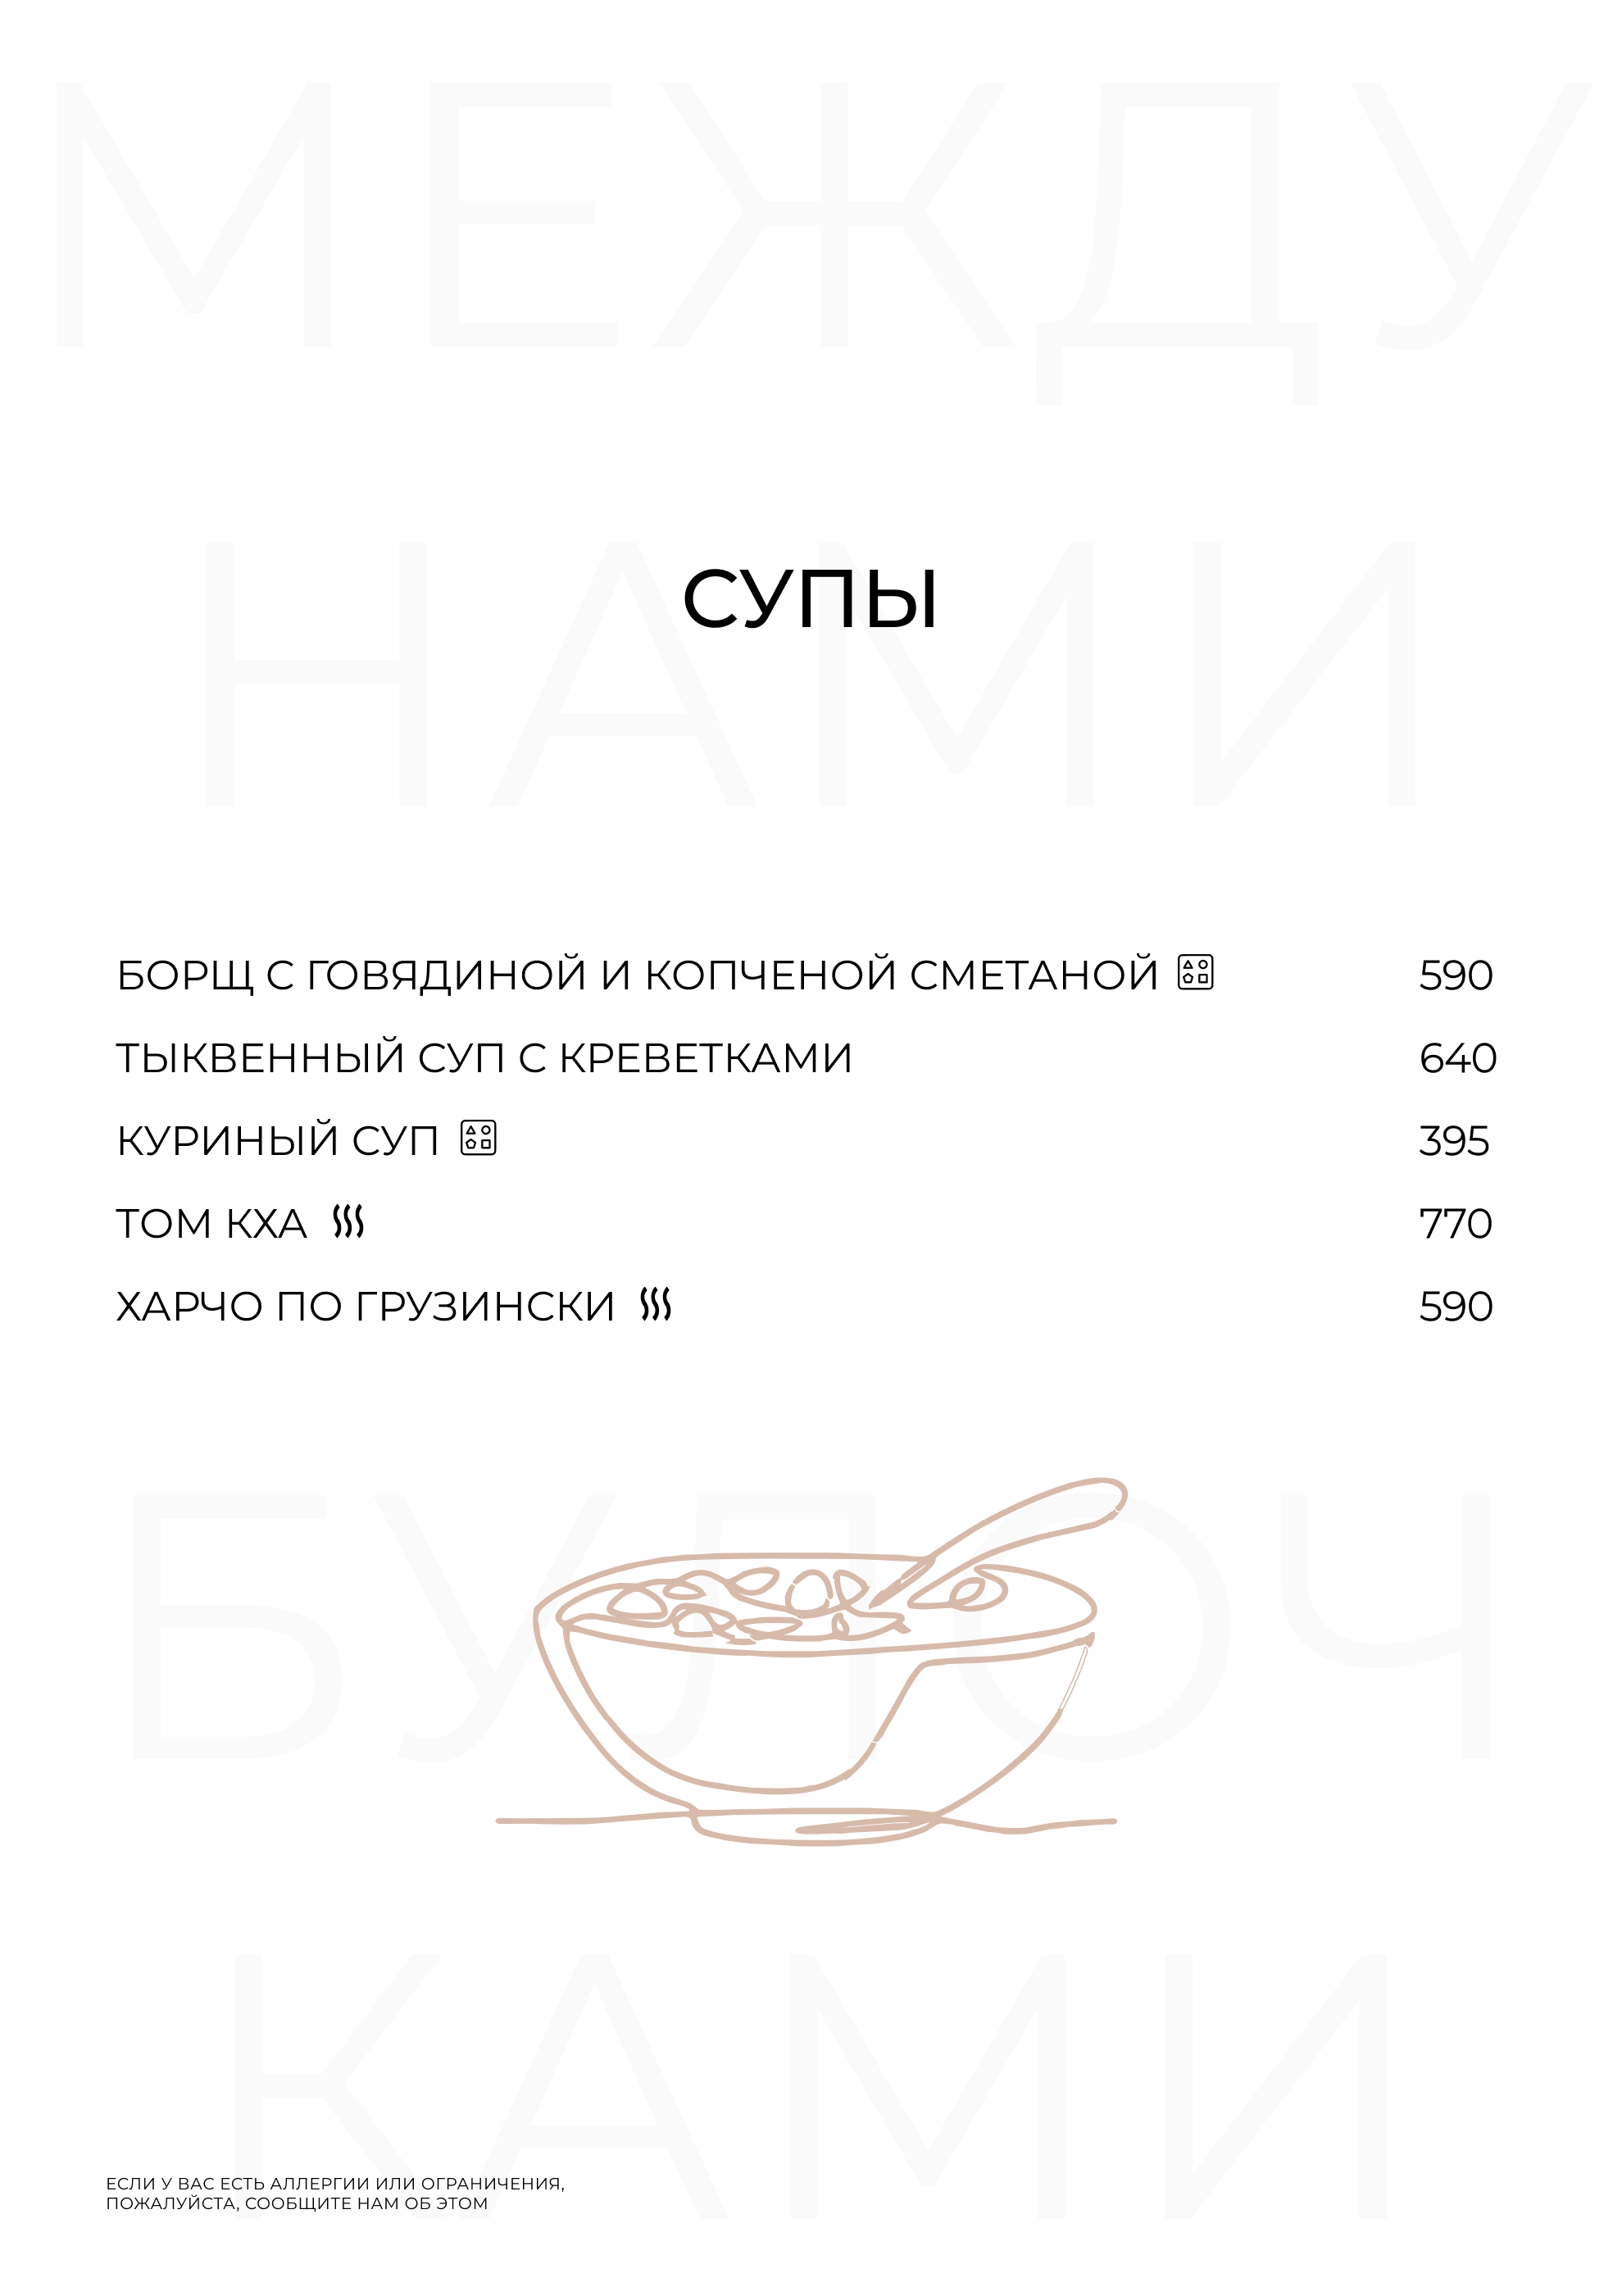 МЕЖДУ
НАМИ
СУПЫ
БОРЩ С ГОВЯДИНОЙ И КОПЧЕНОЙ СМЕТАНОЙ 590
ТЫКВЕННЫЙ СУП С КРЕВЕТКАМИ 640
КУРИНЫЙ СУП 395
ТОМ КХА 770
ХАРЧО ПО ГРУЗИНСКИ 590
БУЛОЧ
КАМИ
ЕСЛИ У ВАС ЕСТЬ АЛЛЕРГИИ ИЛИ ОГРАНИЧЕНИЯ,
ПОЖАЛУЙСТА, СООБЩИТЕ НАМ ОБ ЭТОМ